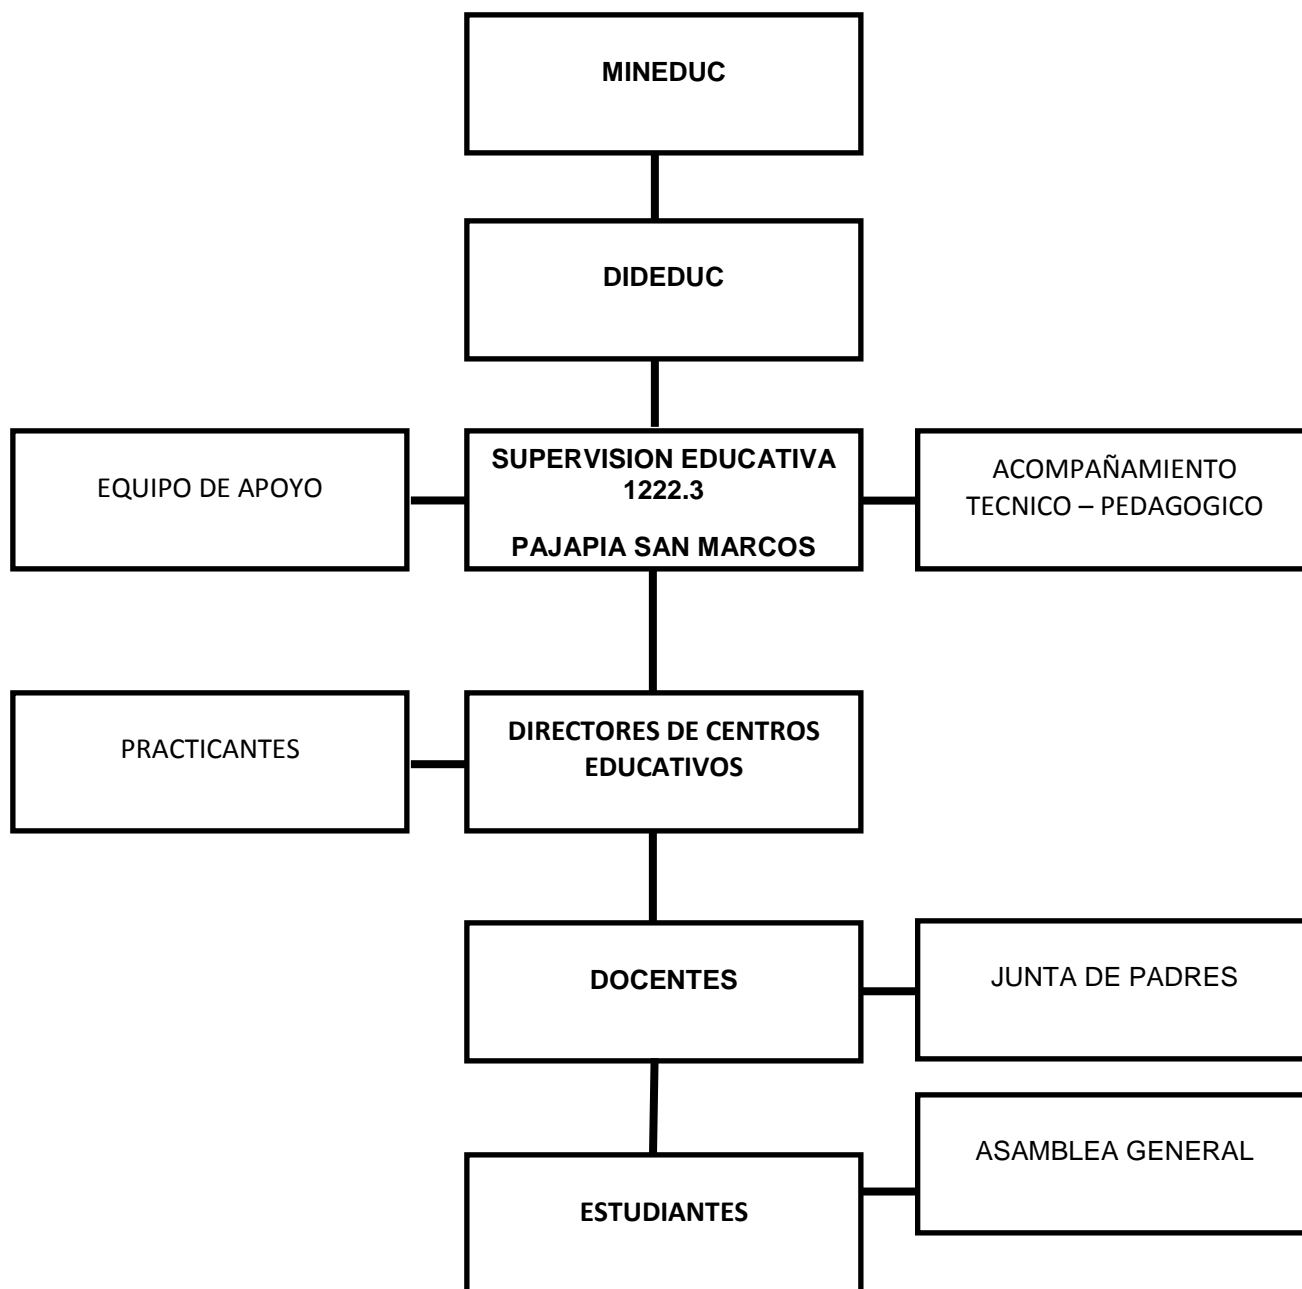 MINEDUC
DIDEDUC
EQUIPO DE APOYO
SUPERVISION EDUCATIVA
1222.3
PAJAPIA SAN MARCOS
ACOMPAÑAMIENTO
TECNICO – PEDAGOGICO
PRACTICANTES
DIRECTORES DE CENTROS
EDUCATIVOS
DOCENTES
JUNTA DE PADRES
ASAMBLEA GENERAL
ESTUDIANTES